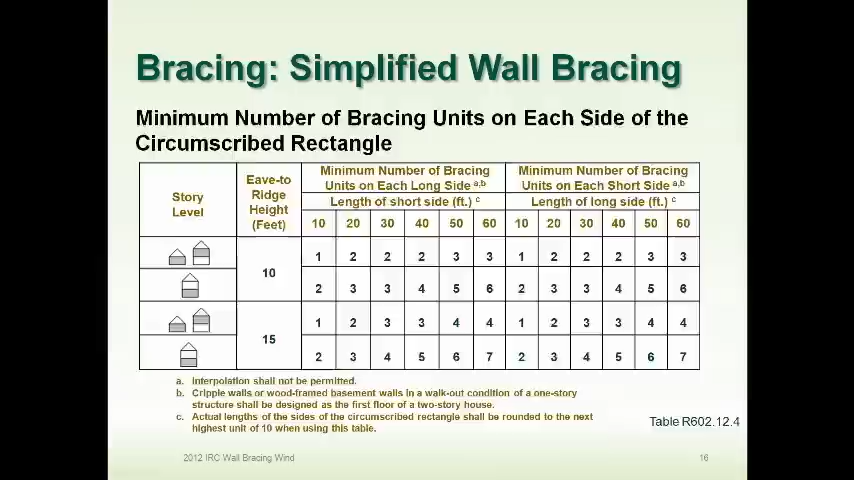 Bracing: Simplified Wall Bracing
Minimum Number of Bracing Units on Each Side of the
Circumscribed Rectangle
Story
Level
Eave-to
Ridge
Height
(Feet)
Minimum Number of Bracing
Units on Each Long Side a,b
Minimum Number of Bracing
Units on Each Short Side a,b
Length of short side (ft.) c
Length of long side (ft.) c
10 20 30 40 50 60 10 20 30 40 50 60
10
1 2 2 2 3 3 1 2 2 2 3 3
2 3 3 4 5 6 2 3 3 4 5 6
15
1 2 3 3 4 4 1 2 3 3 4 4
2 3 4 5 6 7 2 3 4 5 6 7
a. Interpolation shall not be permitted.
b. Cripple walls or wood-framed basement walls in a walk-out condition of a one-story
structure shall be designed as the first floor of a two-story house.
c. Actual lengths of the sides of the circumscribed rectangle shall be rounded to the next
highest unit of 10 when using this table.
Table R602.12.4
2012 IRC Wall Bracing Wind
16